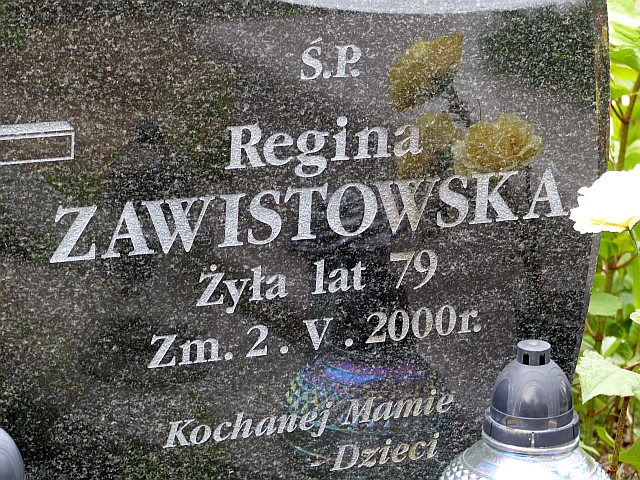 Ś.P.
Regina
ZAWISTOWSKA
Żyła lat 79
Zm. 2. V. 2000r.
Kochanej Mamie
- Dzieci